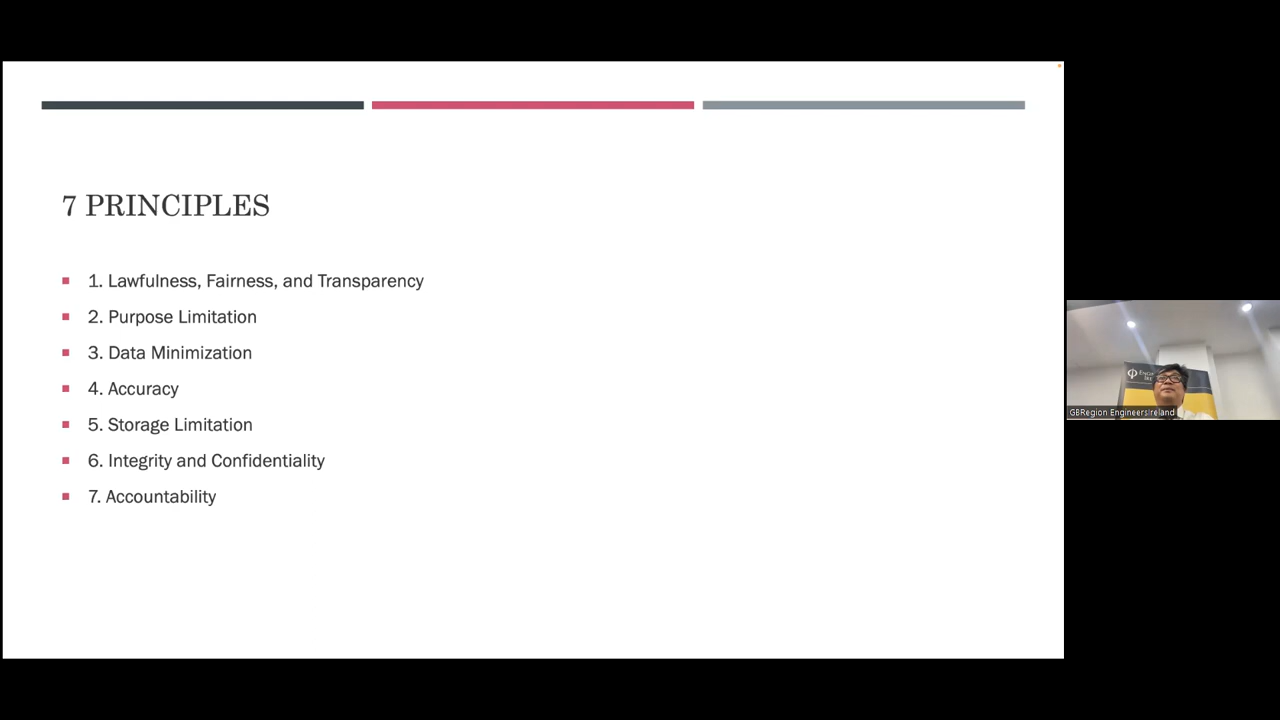 7 PRINCIPLES
1. Lawfulness, Fairness, and Transparency
2. Purpose Limitation
3. Data Minimization
4. Accuracy
5. Storage Limitation
6. Integrity and Confidentiality
7. Accountability
GBRegion EngineersIreland